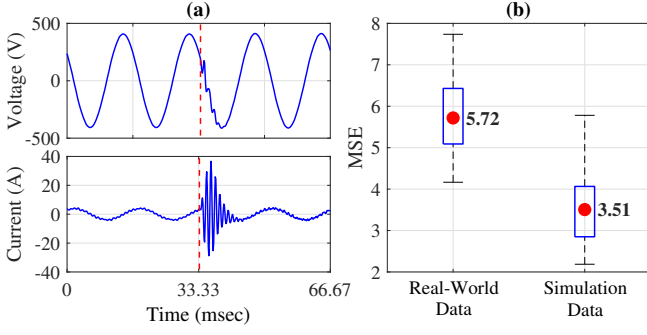 (a)
500
0
-500
Voltage (V)
40
20
0
-20
-40
Current (A)
0
33.33
66.67
Time (msec)
(b)
8
7
6
5
4
3
2
MSE
5.72
3.51
Real-World
Data
Simulation
Data